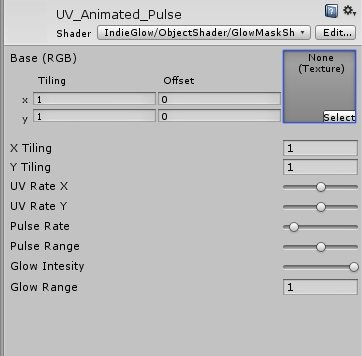 UV_Animated_Pulse
Shader IndieGlow/ObjectShader/GlowMaskSh Edit...
Base (RGB)
None
(Texture)
Tiling Offset
x 1 0
y 1 0
Select
X Tiling 1
Y Tiling 1
UV Rate X
UV Rate Y
Pulse Rate
Pulse Range
Glow Intesity
Glow Range 1